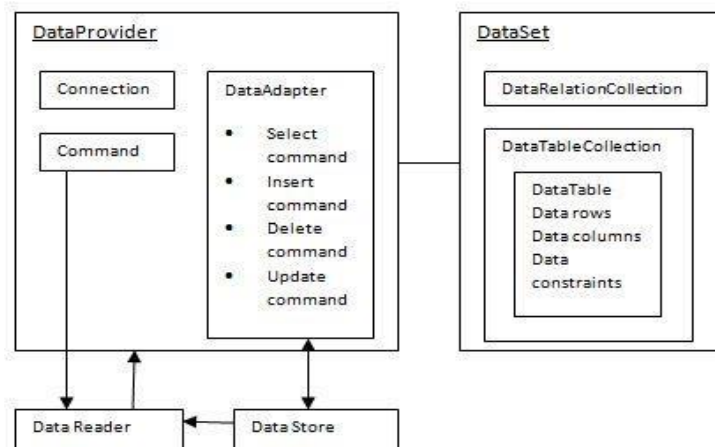 DataProvider
Connection
Command
DataAdapter
• Select
command
• Insert
command
• Delete
command
• Update
command
DataSet
DataRelationCollection
DataTableCollection
DataTable
Data rows
Data columns
Data
constraints
Data Reader
Data Store